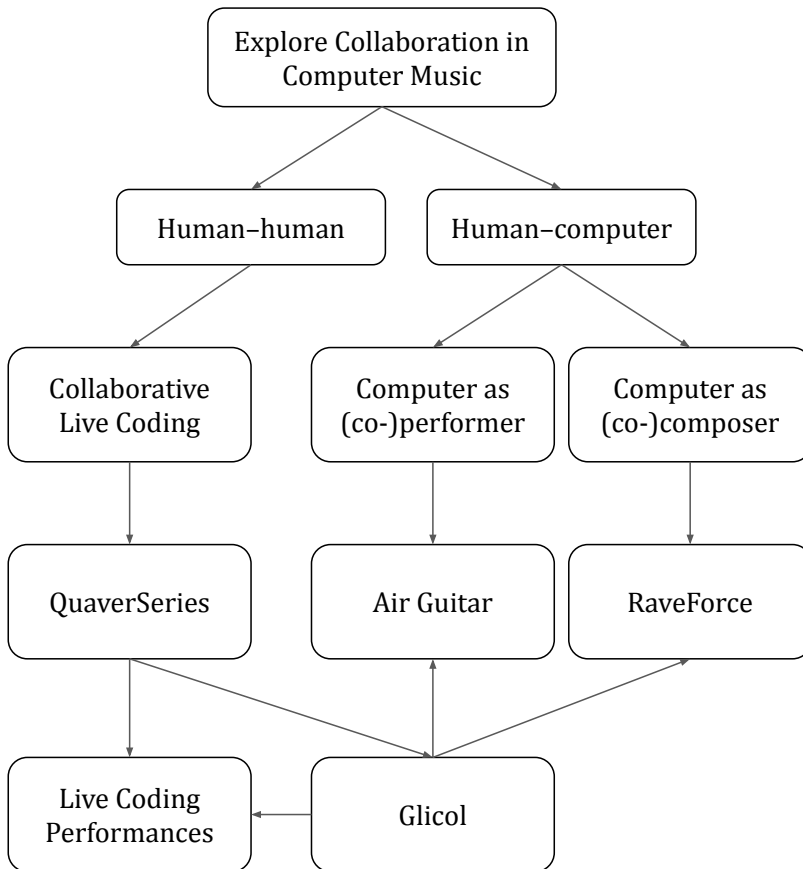 Explore Collaboration in
Computer Music
Human–human
Human–computer
Collaborative
Live Coding
Computer as
(co-)performer
Computer as
(co-)composer
QuaverSeries
Air Guitar
RaveForce
Live Coding
Performances
Glicol